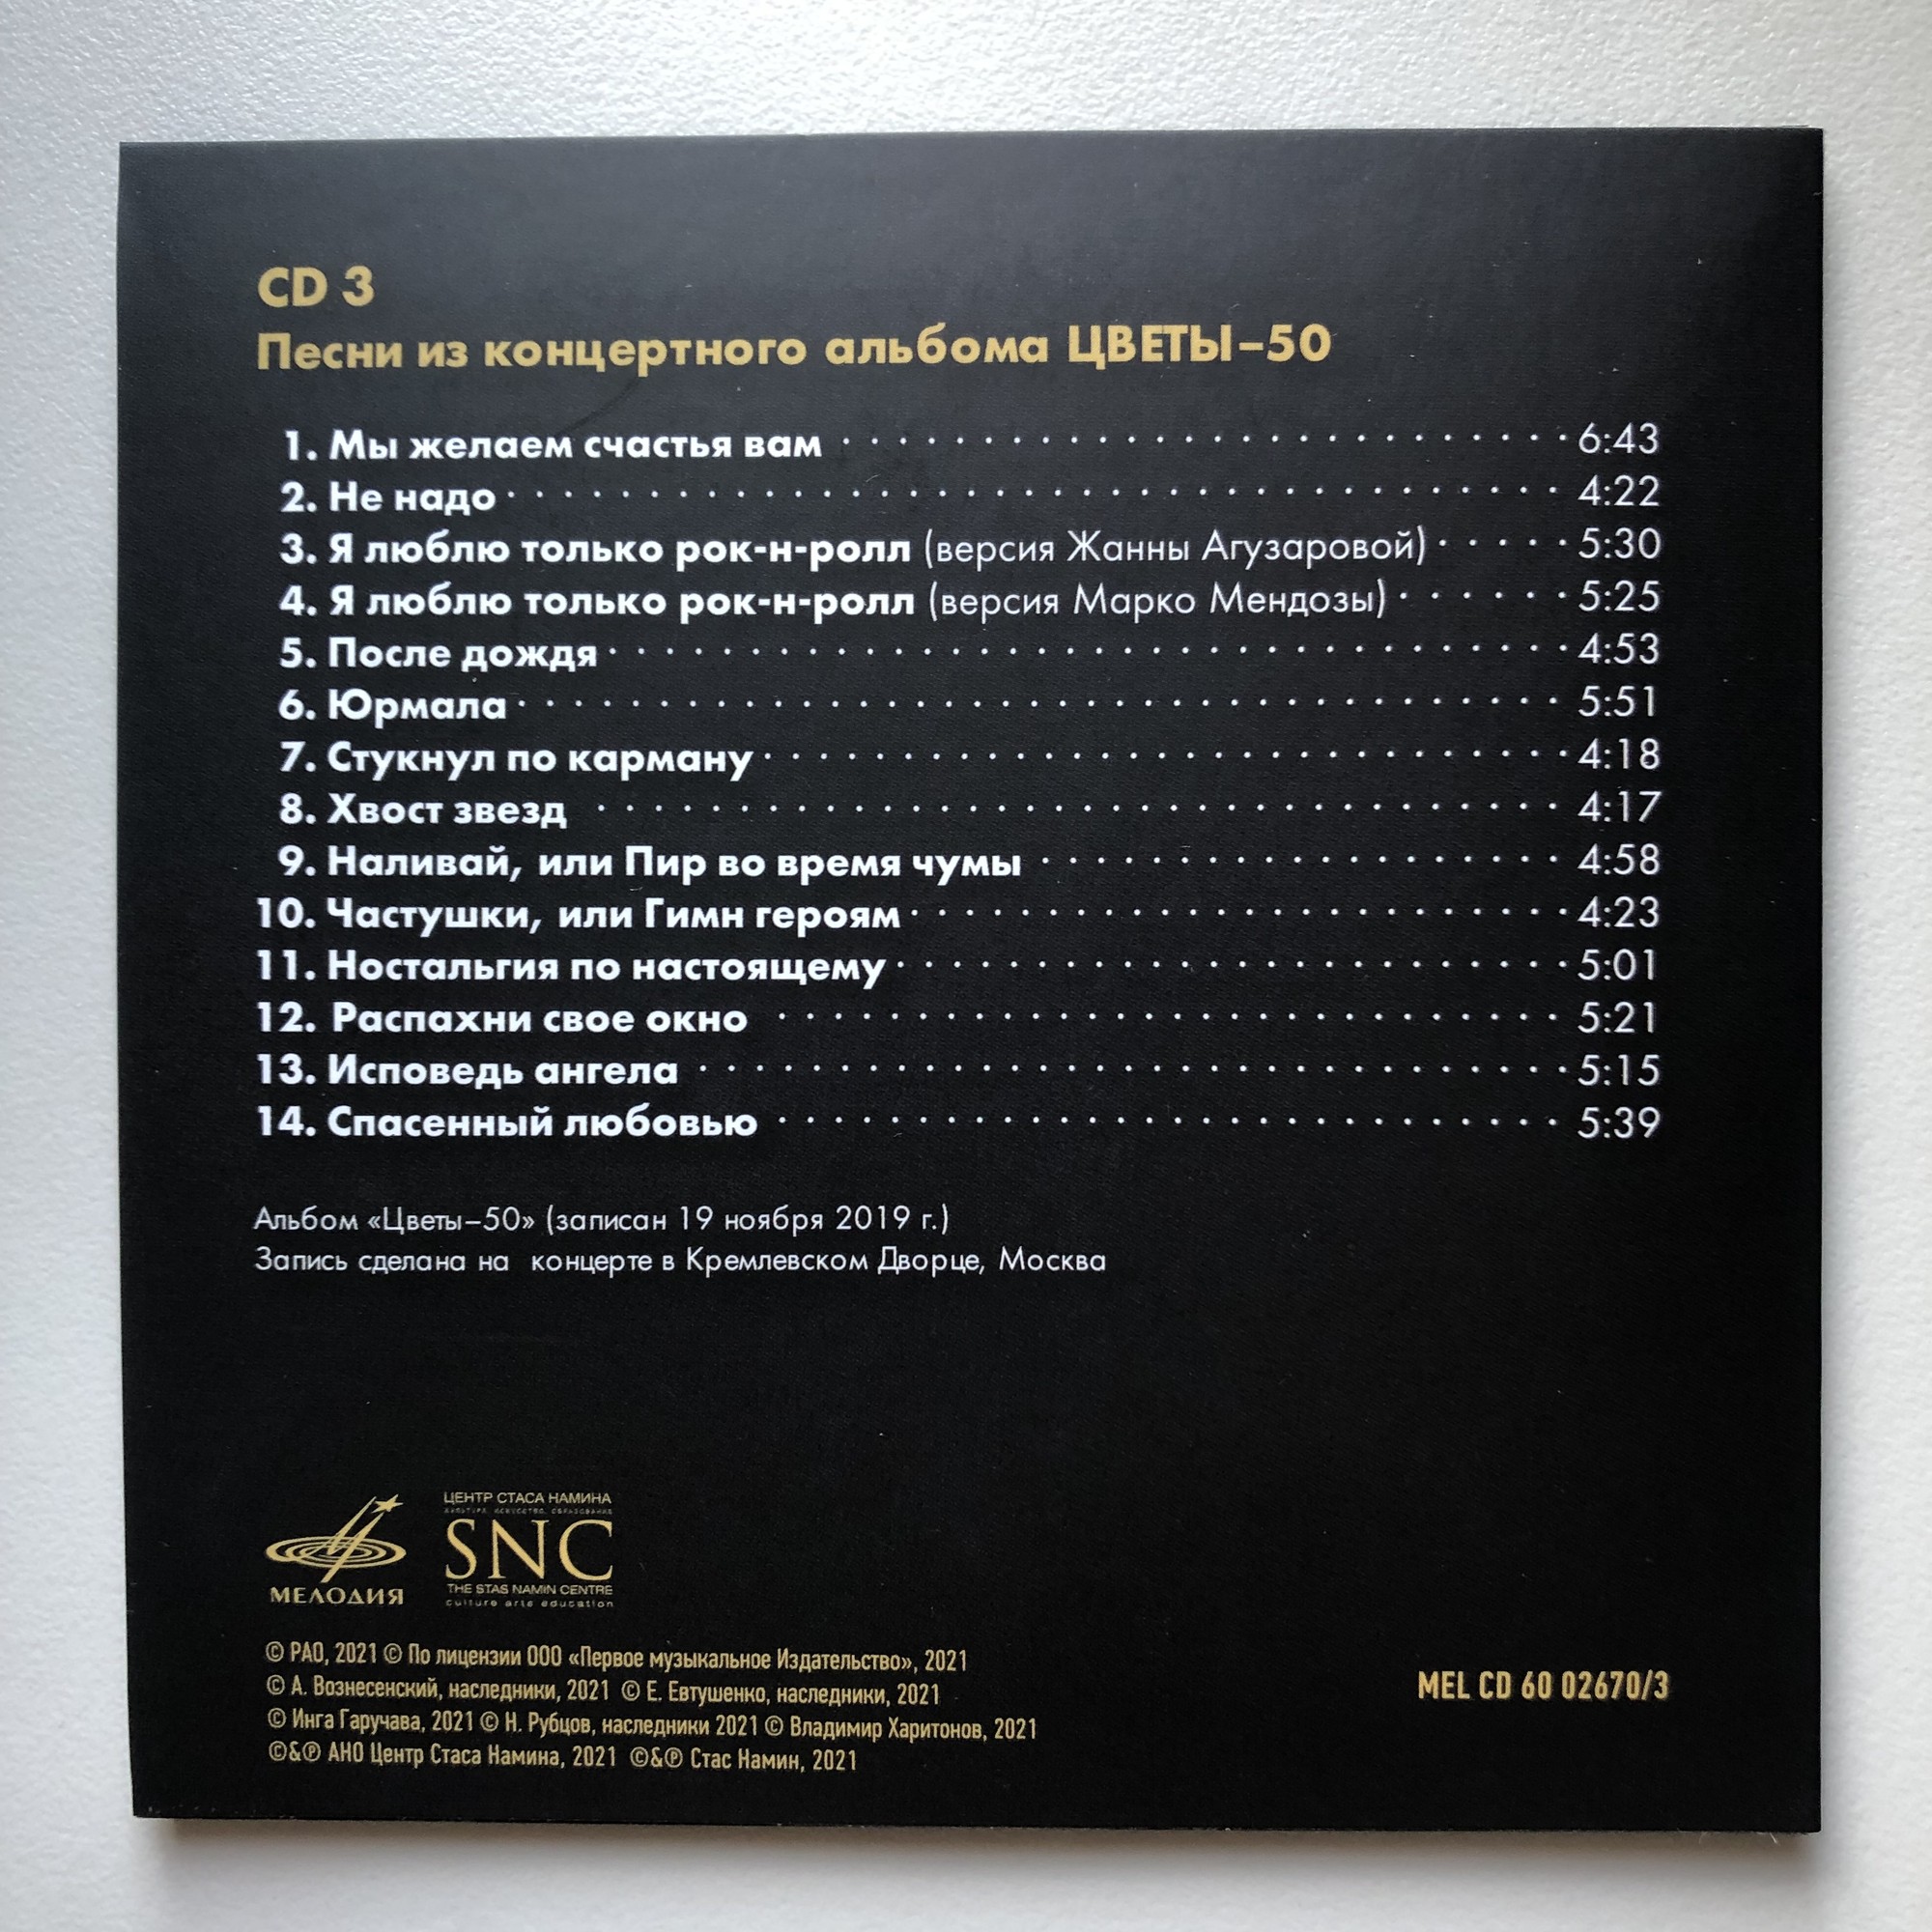 CD 3
Песни из концертного альбома ЦВЕТЫ–50
1. Мы желаем счастья вам 6:43
2. Не надо 4:22
3. Я люблю только рок-н-ролл (версия Жанны Агузаровой) 5:30
4. Я люблю только рок-н-ролл (версия Марко Мендозы) 5:25
5. После дождя 4:53
6. Юрмала 5:51
7. Стукнул по карману 4:18
8. Хвост звезд 4:17
9. Наливай, или Пир во время чумы 4:58
10. Частушки, или Гимн героям 4:23
11. Ностальгия по настоящему 5:01
12. Распахни свое окно 5:21
13. Исповедь ангела 5:15
14. Спасенный любовью 5:39
Альбом «Цветы–50» (записан 19 ноября 2019 г.)
Запись сделана на концерте в Кремлевском Дворце, Москва
МЕЛОДИЯ
ЦЕНТР СТАСА НАМИНА
SNC
THE STAS NAMIN CENTRE
culture arts education
© РАО, 2021 © По лицензии ООО «Первое музыкальное Издательство», 2021
© А. Вознесенский, наследники, 2021 © Е. Евтушенко, наследники, 2021
© Инга Гаручава, 2021 © Н. Рубцов, наследники 2021 © Владимир Харитонов, 2021
©&℗ АНО Центр Стаса Намина, 2021 ©&℗ Стас Намин, 2021
MEL CD 60 02670/3